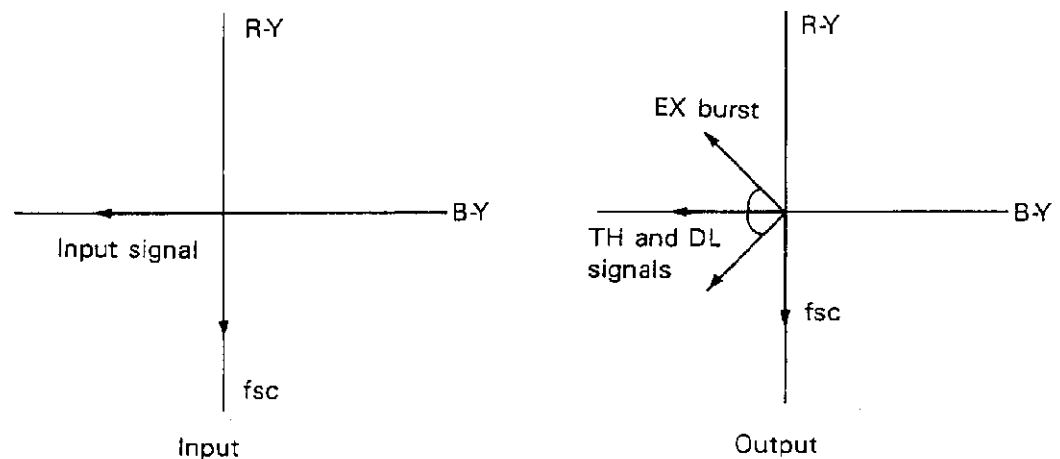 R-Y
B-Y
Input signal
fsc
Input
R-Y
EX burst
B-Y
TH and DL
signals
fsc
Output